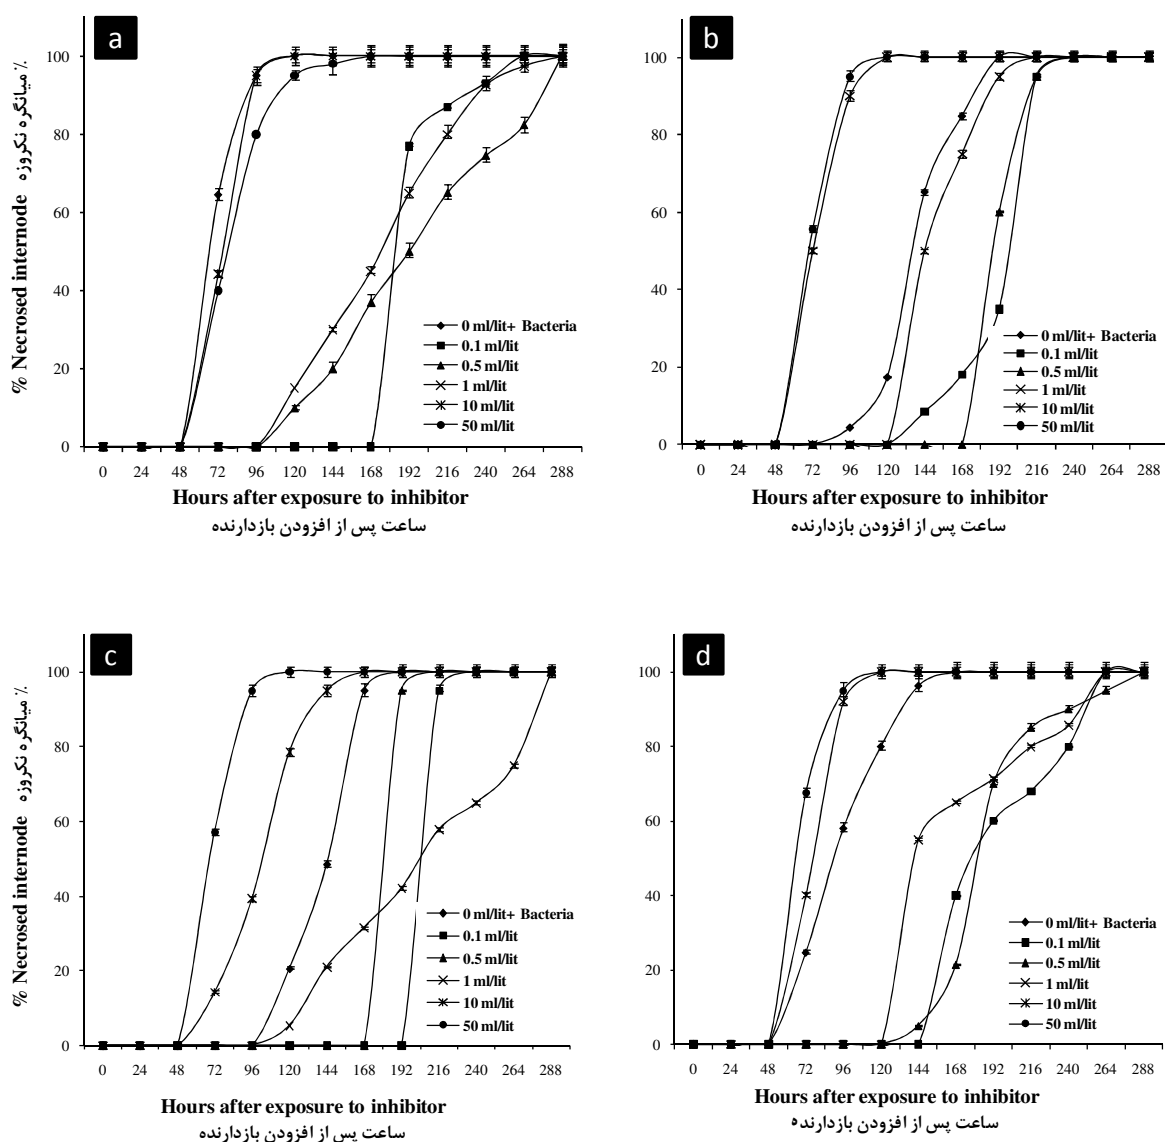 a
% Necrosed internode میانگره نکروزه ٪
100
80
60
40
20
0
0 ml/lit+ Bacteria
0.1 ml/lit
0.5 ml/lit
1 ml/lit
10 ml/lit
50 ml/lit
0 24 48 72 96 120 144 168 192 216 240 264 288
Hours after exposure to inhibitor
ساعت پس از افزودن بازدارنده
b
100
80
60
40
20
0
0 ml/lit+ Bacteria
0.1 ml/lit
0.5 ml/lit
1 ml/lit
10 ml/lit
50 ml/lit
0 24 48 72 96 120 144 168 192 216 240 264 288
Hours after exposure to inhibitor
ساعت پس از افزودن بازدارنده
c
% Necrosed internode میانگره نکروزه ٪
100
80
60
40
20
0
0 ml/lit+ Bacteria
0.1 ml/lit
0.5 ml/lit
1 ml/lit
10 ml/lit
50 ml/lit
0 24 48 72 96 120 144 168 192 216 240 264 288
Hours after exposure to inhibitor
ساعت پس از افزودن بازدارنده
d
100
80
60
40
20
0
0 ml/lit+ Bacteria
0.1 ml/lit
0.5 ml/lit
1 ml/lit
10 ml/lit
50 ml/lit
0 24 48 72 96 120 144 168 192 216 240 264 288
Hours after exposure to inhibitor
ساعت پس از افزودن بازدارنده